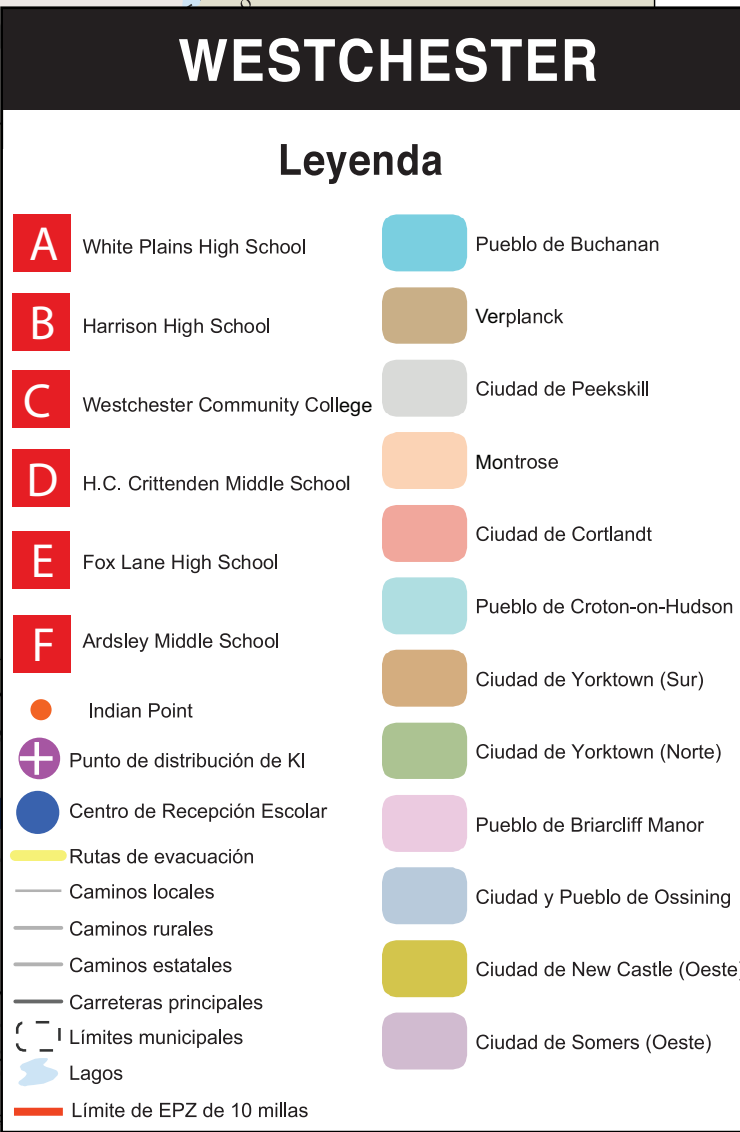 WESTCHESTER
Leyenda
A White Plains High School
B Harrison High School
C Westchester Community College
D H.C. Crittenden Middle School
E Fox Lane High School
F Ardsley Middle School
Indian Point
Punto de distribución de KI
Centro de Recepción Escolar
Rutas de evacuación
Caminos locales
Caminos rurales
Caminos estatales
Carreteras principales
Límites municipales
Lagos
Límite de EPZ de 10 millas
Pueblo de Buchanan
Verplanck
Ciudad de Peekskill
Montrose
Ciudad de Cortlandt
Pueblo de Croton-on-Hudson
Ciudad de Yorktown (Sur)
Ciudad de Yorktown (Norte)
Pueblo de Briarcliff Manor
Ciudad y Pueblo de Ossining
Ciudad de New Castle (Oeste)
Ciudad de Somers (Oeste)